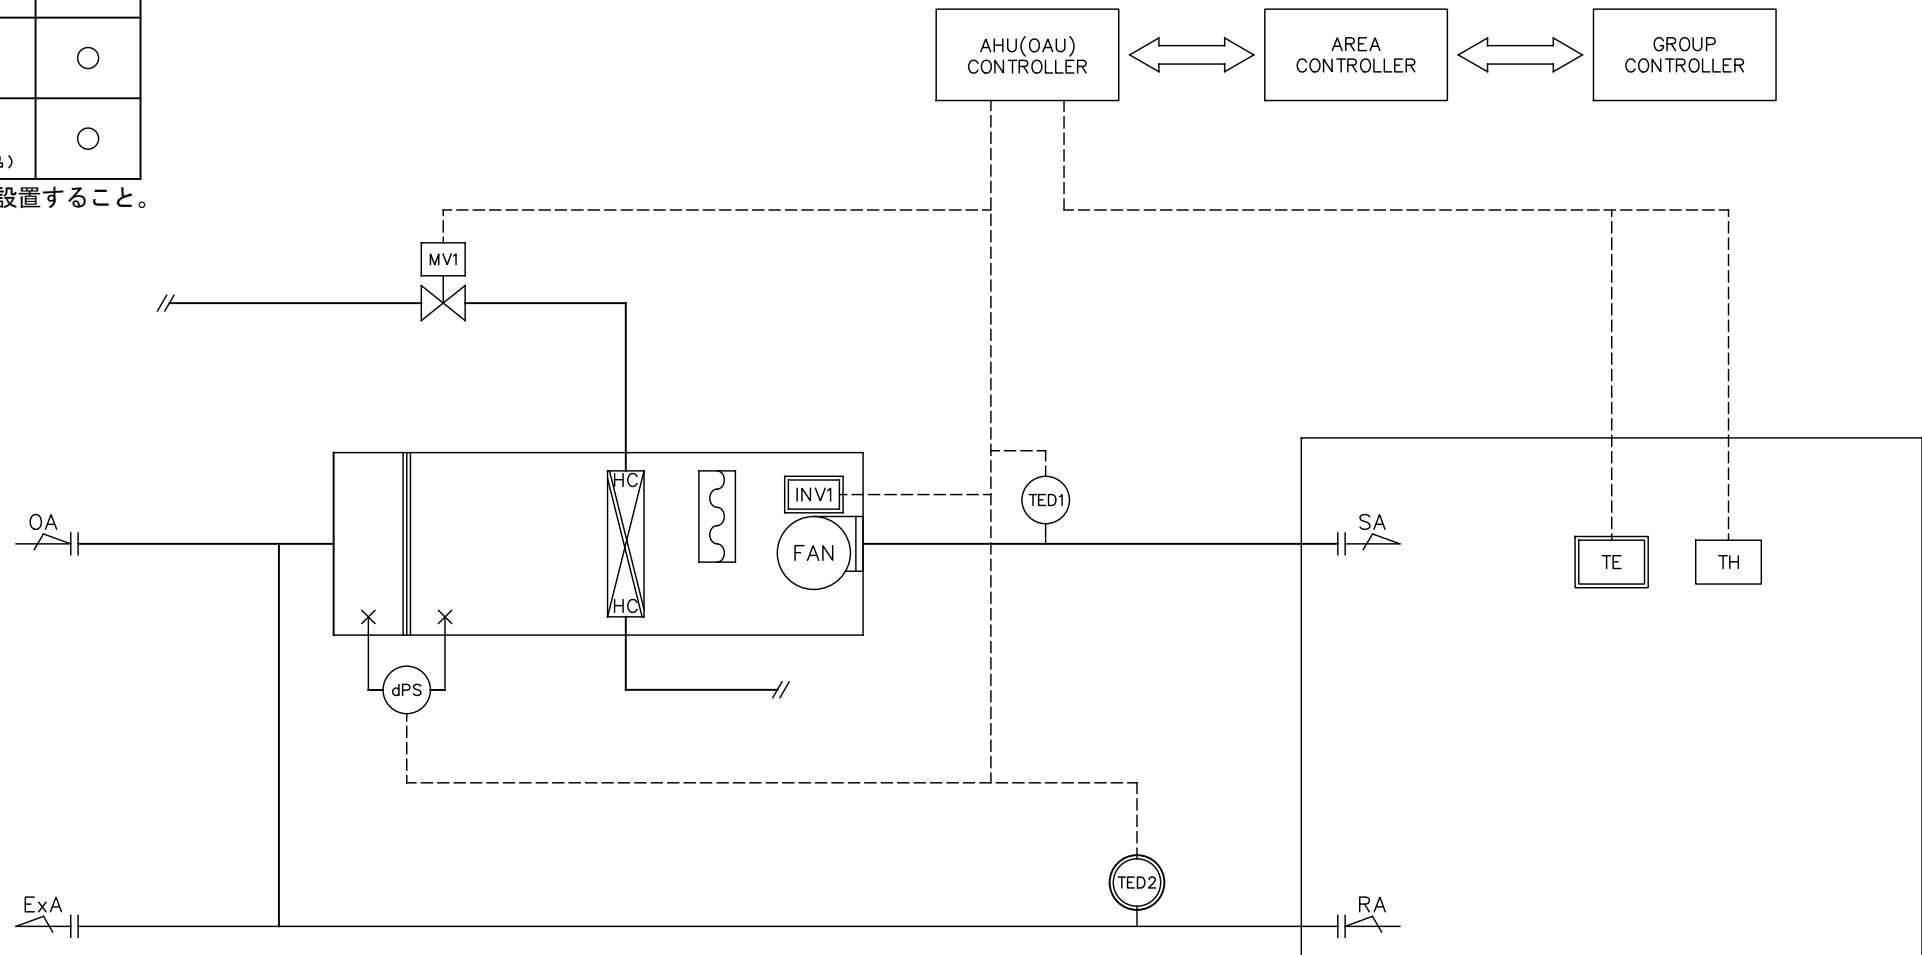 AHU(OAU)
CONTROLLER
AREA
CONTROLLER
GROUP
CONTROLLER
設置すること。
MV1
HC
INV1
TED1
OA
FAN
SA
TE
TH
HC
dPS
TED2
ExA
RA